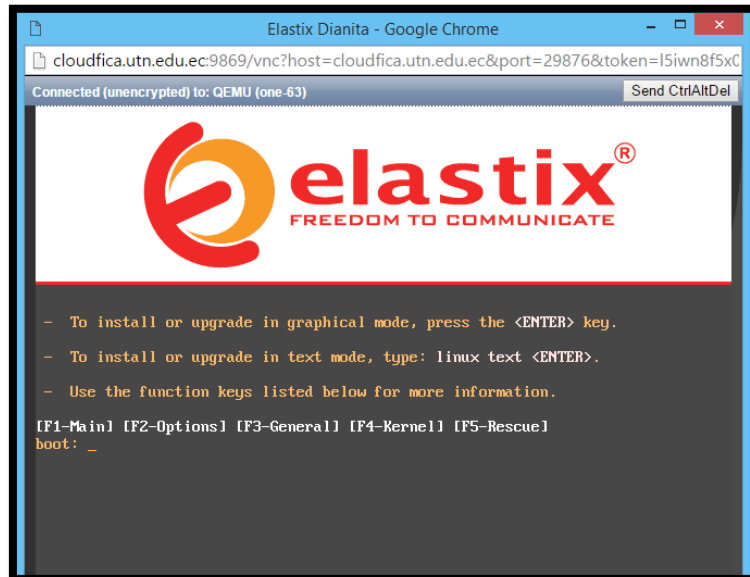 Elastix Dianita - Google Chrome
cloudfica.utn.edu.ec:9869/vnc?host=cloudfica.utn.edu.ec&port=29876&token=l5iwn8f5x0
Connected (unencrypted) to: QEMU (one-63)
Send CtrlAltDel
elastix®
FREEDOM TO COMMUNICATE
- To install or upgrade in graphical mode, press the <ENTER> key.
- To install or upgrade in text mode, type: linux text <ENTER>.
- Use the function keys listed below for more information.
[F1-Main] [F2-Options] [F3-General] [F4-Kernel] [F5-Rescue]
boot: _